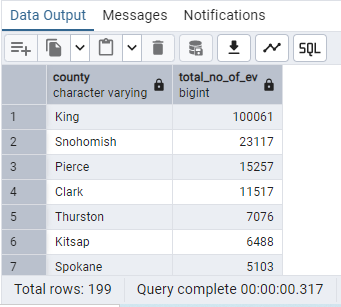 Data Output Messages Notifications
SQL
county total_no_of_ev
character varying bigint
1 King 100061
2 Snohomish 23117
3 Pierce 15257
4 Clark 11517
5 Thurston 7076
6 Kitsap 6488
7 Spokane 5103
Total rows: 199 Query complete 00:00:00.317